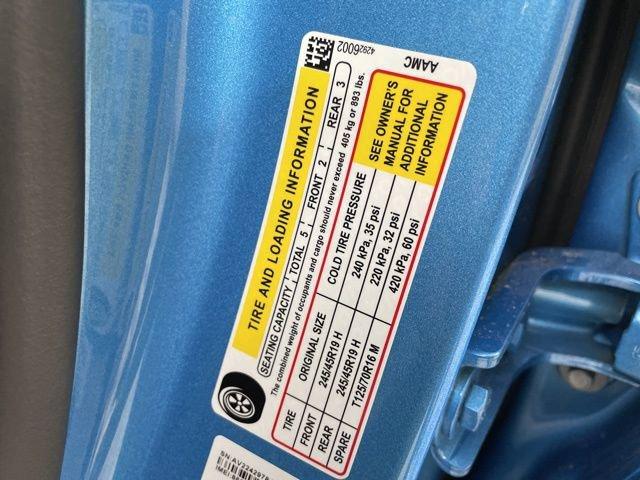 42926002
AAMC
TIRE AND LOADING INFORMATION
SEATING CAPACITY TOTAL 5 FRONT 2 REAR 3
The combined weight of occupants and cargo should never exceed 405 kg or 893 lbs.
TIRE ORIGINAL SIZE COLD TIRE PRESSURE
FRONT 245/45R19 H 240 kPa, 35 psi
REAR 245/45R19 H 220 kPa, 32 psi
SPARE T125/70R16 M 420 kPa, 60 psi
SEE OWNER'S
MANUAL FOR
ADDITIONAL
INFORMATION